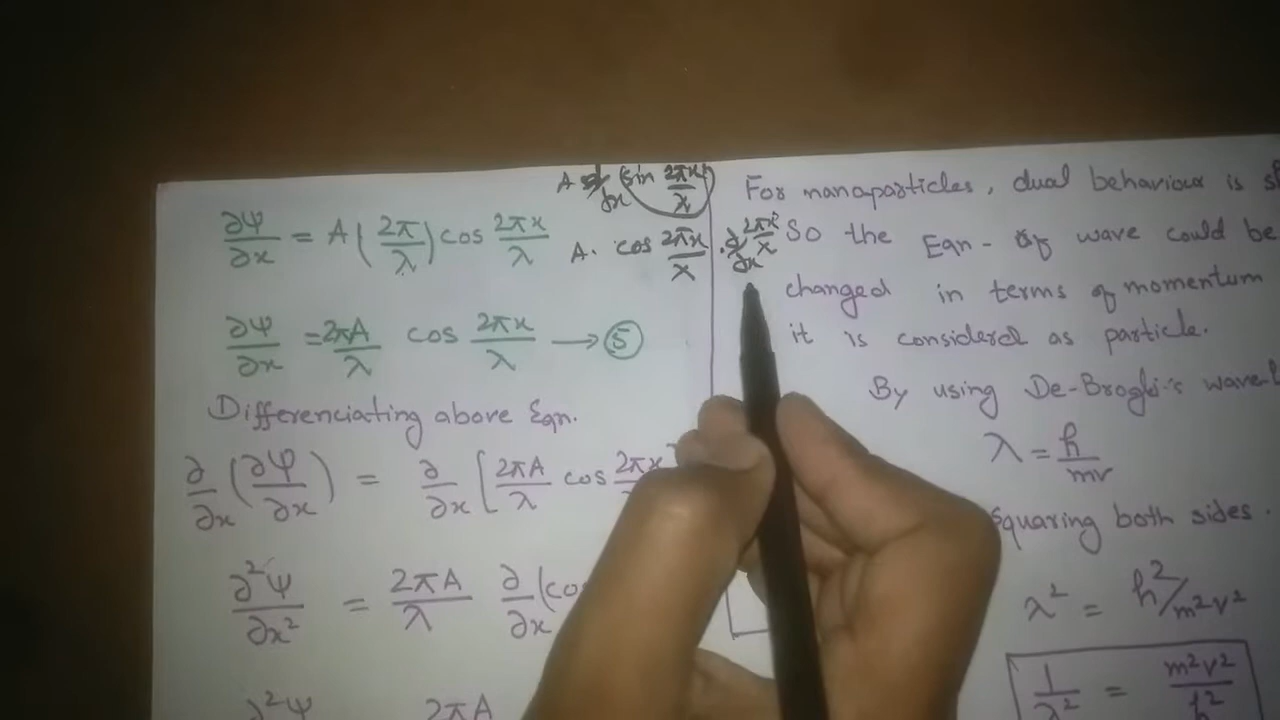 A d/dx (sin 2πx/λ)
∂Ψ/∂x = A (2π/λ) cos 2πx/λ
A. cos 2πx/λ . ∂/∂x 2πx/λ
∂Ψ/∂x = 2πA/λ cos 2πx/λ → ⑤
Differenciating above Eqn.
∂/∂x (∂Ψ/∂x) = ∂/∂x [2πA/λ cos 2πx
∂²Ψ/∂x² = 2πA/λ ∂/∂x (cos
∂²Ψ 2πA
For nanoparticles, dual behaviour is
So the Eqn - of wave could be
changed in terms of momentum
it is considered as particle.
By using De-Brogli's wave
λ = h/mv
Squaring both sides.
λ² = h²/m²v²
1/λ² = m²v²/h²